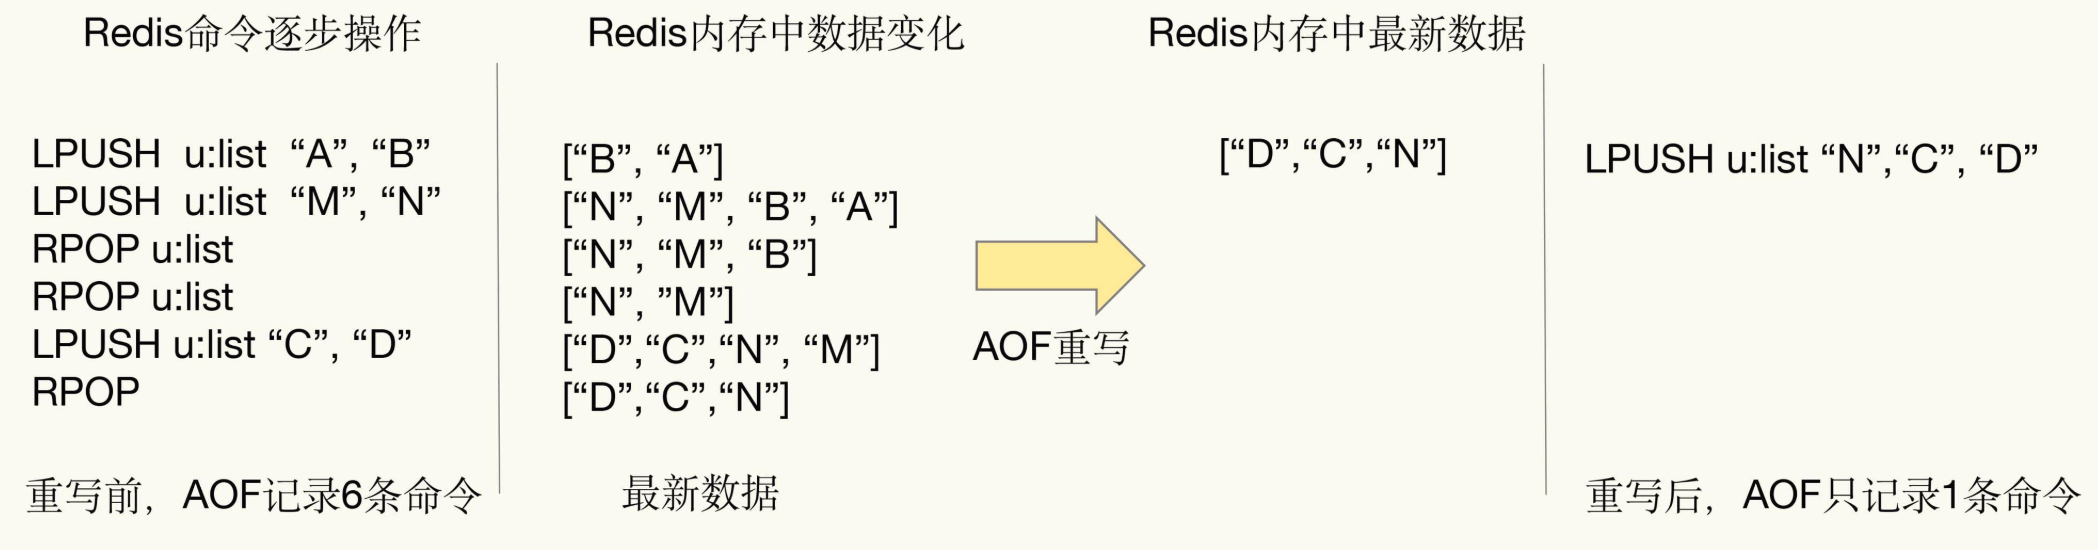 Redis命令逐步操作
LPUSH u:list “A”, “B”
LPUSH u:list “M”, “N”
RPOP u:list
RPOP u:list
LPUSH u:list “C”, “D”
RPOP
重写前，AOF记录6条命令
Redis内存中数据变化
[“B”, “A”]
[“N”, “M”, “B”, “A”]
[“N”, “M”, “B”]
[“N”, ”M”]
[“D”,“C”,“N”, “M”]
[“D”,“C”,“N”]
最新数据
AOF重写
Redis内存中最新数据
[“D”,“C”,“N”]
LPUSH u:list “N”,“C”, “D”
重写后，AOF只记录1条命令